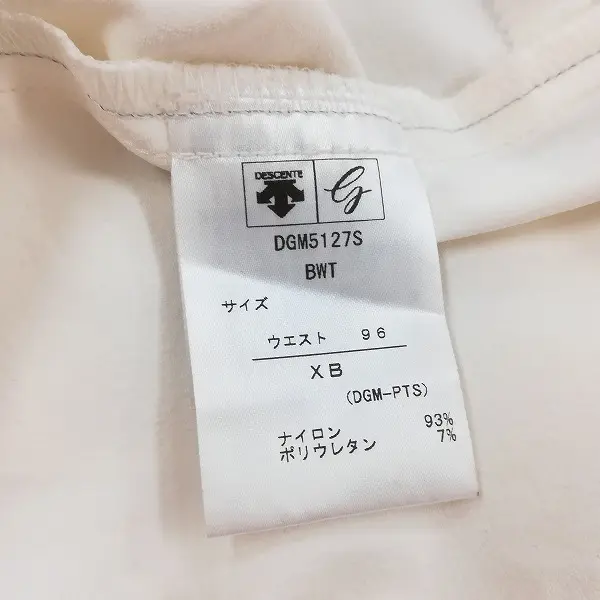 DESCENTE
G
DGM5127S
BWT
サイズ
ウエスト 96
XB
(DGM-PTS)
ナイロン 93%
ポリウレタン 7%